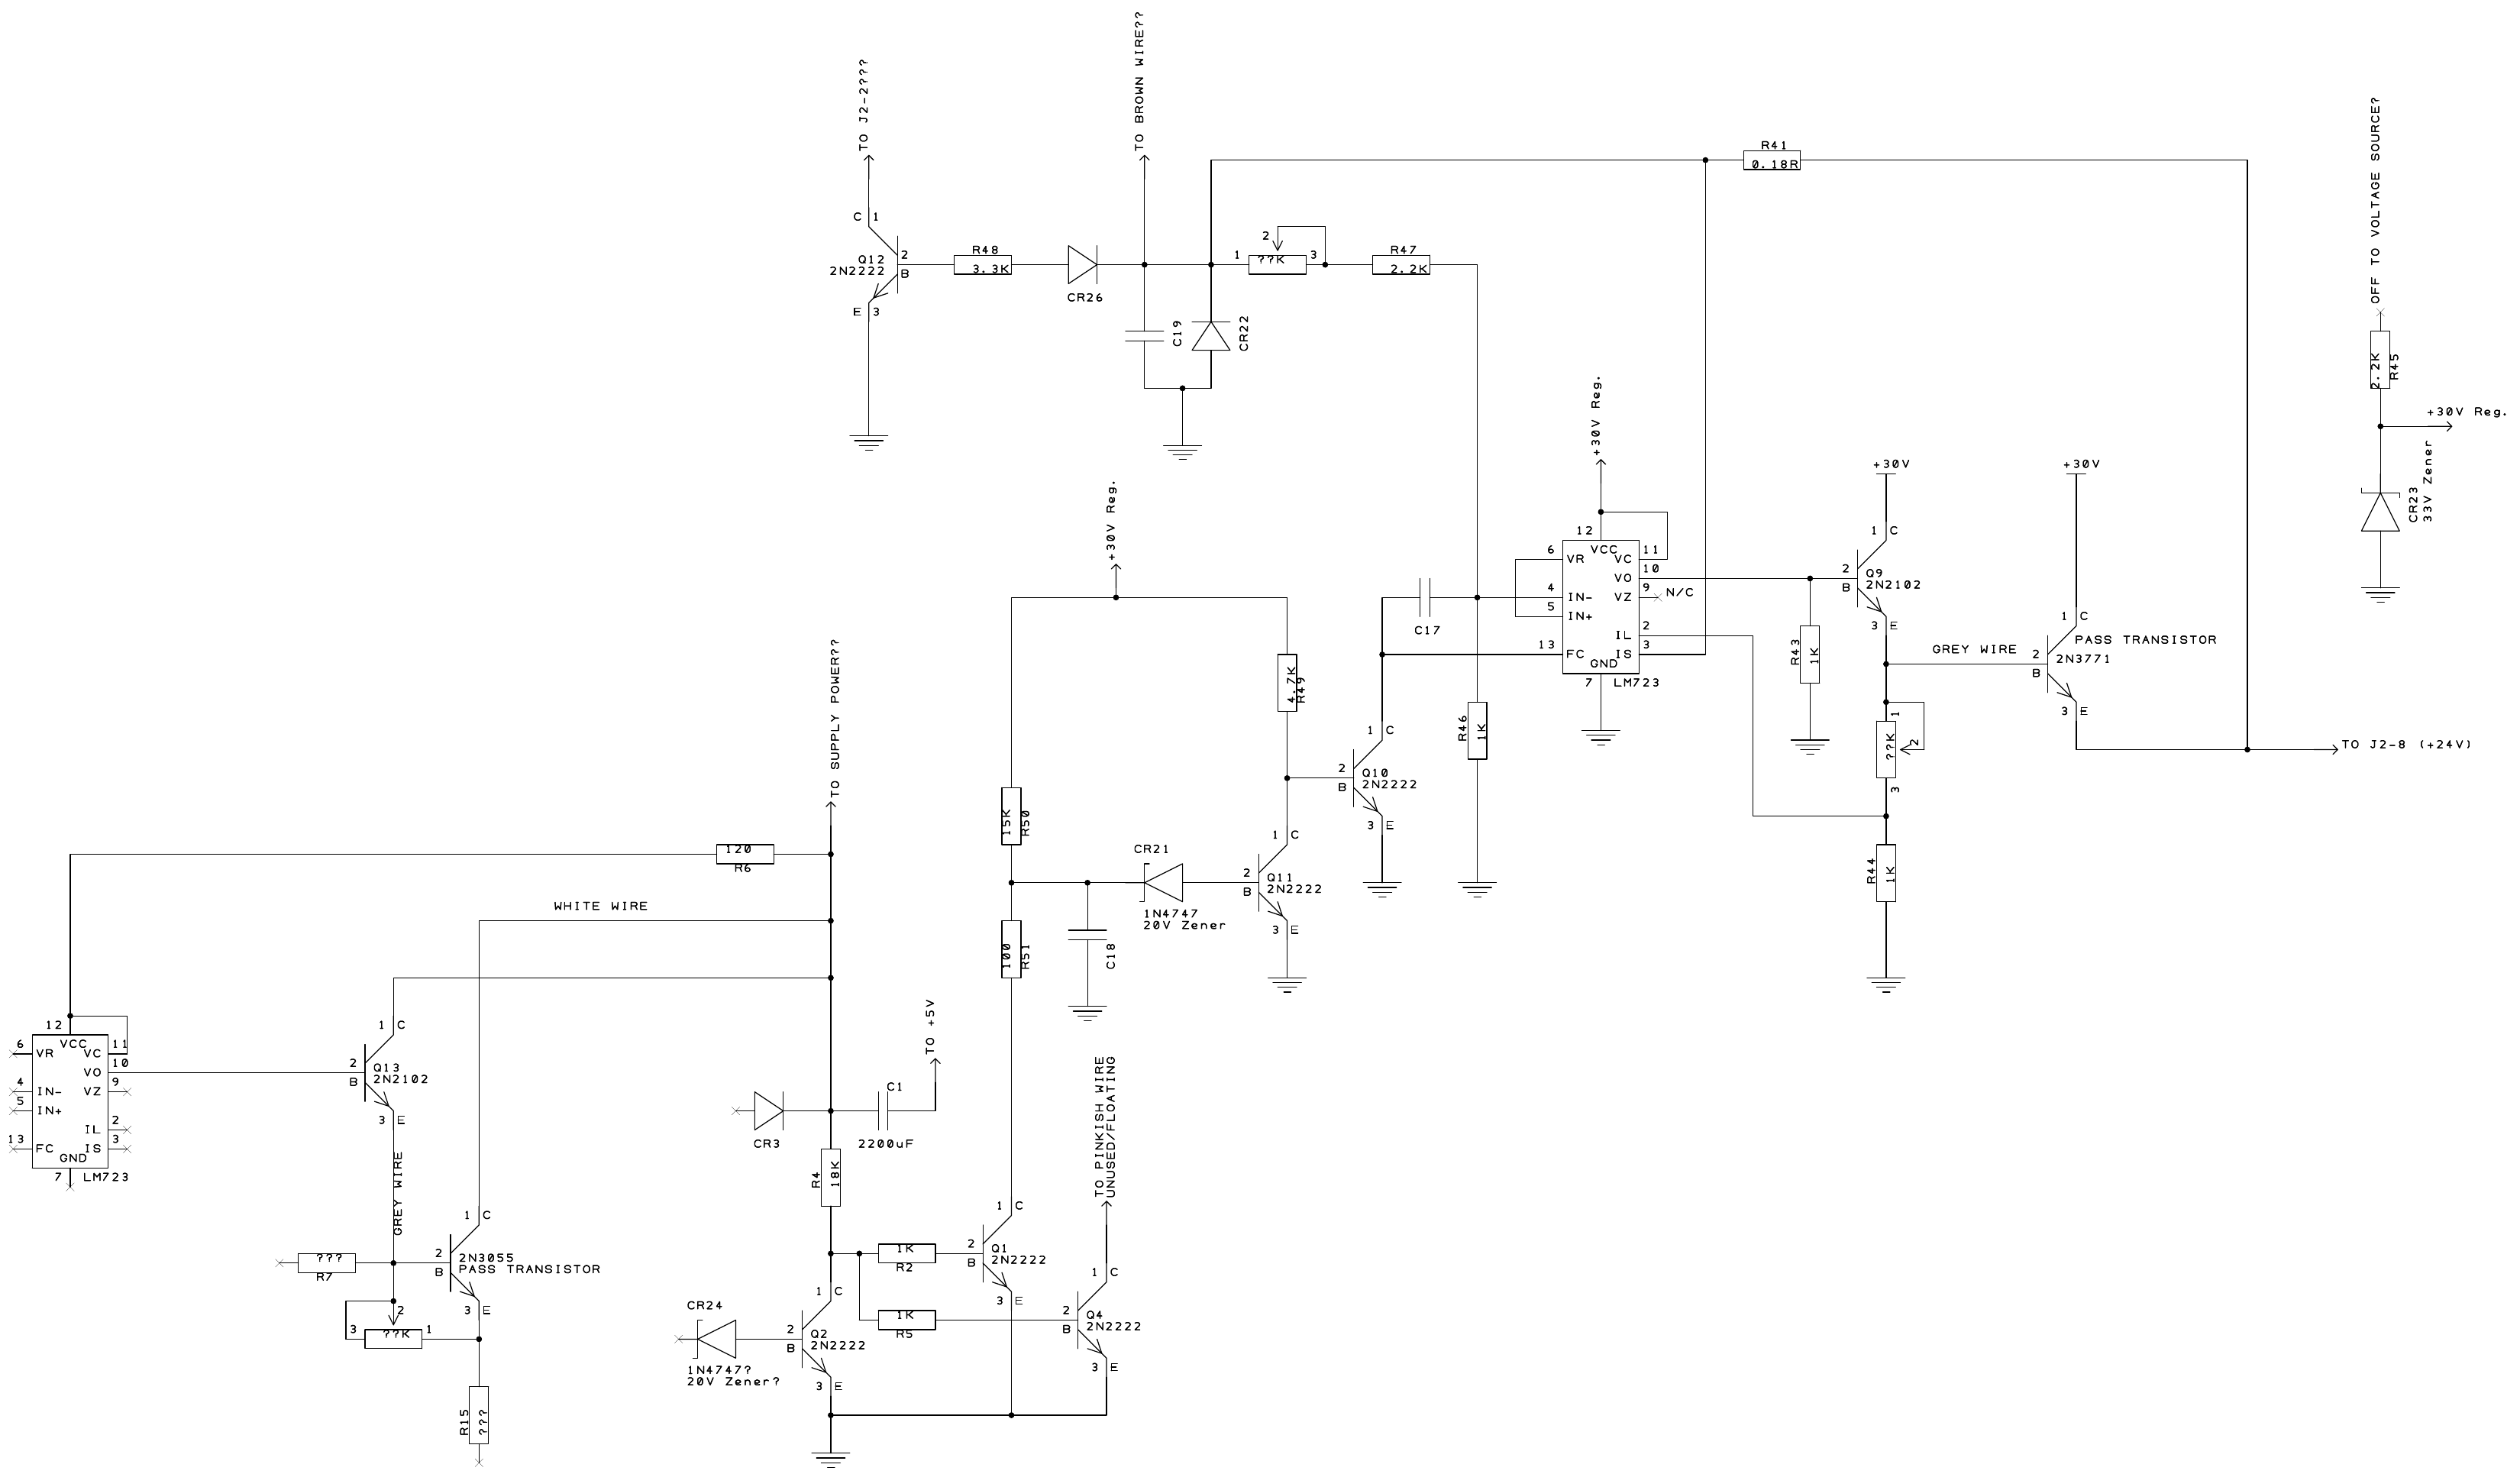 TO J2-2????
TO BROWN WIRE??
OFF TO VOLTAGE SOURCE?
R41
0.18R
C 1
2
B
Q12
2N2222
E 3
R48
3.3K
CR26
C19
CR22
1
2
??K
3
R47
2.2K
2.2K
R45
+30V Reg.
CR23
33V Zener
+30V Reg.
+30V Reg.
+30V
+30V
12
VCC
6
VR
VC
11
VO
10
4
IN-
VZ
9
N/C
5
IN+
IL
2
13
FC
IS
3
GND
7
LM723
C17
1 C
2
B
Q9
2N2102
3 E
R43
1K
GREY WIRE
1 C
PASS TRANSISTOR
2
B
2N3771
3 E
TO J2-8 (+24V)
1
??K
2
3
R44
1K
4.7K
R49
R46
1K
1 C
2
B
Q10
2N2222
3 E
15K
R50
CR21
1N4747
20V Zener
1 C
2
B
Q11
2N2222
3 E
100
R51
C18
TO SUPPLY POWER??
120
R6
WHITE WIRE
12
VCC
6
VR
VC
11
VO
10
4
IN-
VZ
9
5
IN+
IL
2
13
FC
IS
3
GND
7
LM723
1 C
2
B
Q13
2N2102
3 E
GREY WIRE
1 C
2
B
2N3055
PASS TRANSISTOR
3 E
???
R7
2
3
??K
1
R15
???
TO +5V
CR3
C1
2200uF
R4
18K
TO PINKISH WIRE
UNUSED/FLOATING
1K
R2
1 C
2
B
Q1
2N2222
3 E
1K
R5
1 C
2
B
Q4
2N2222
3 E
CR24
1N4747?
20V Zener?
1 C
2
B
Q2
2N2222
3 E